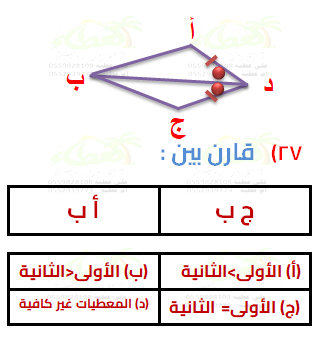 أ
ب
د
ج
٢٧) قارن بين :
ج ب
أ ب
(أ) الأولى>الثانية
(ب) الأولى<الثانية
(ج) الأولى= الثانية
(د) المعطيات غير كافية